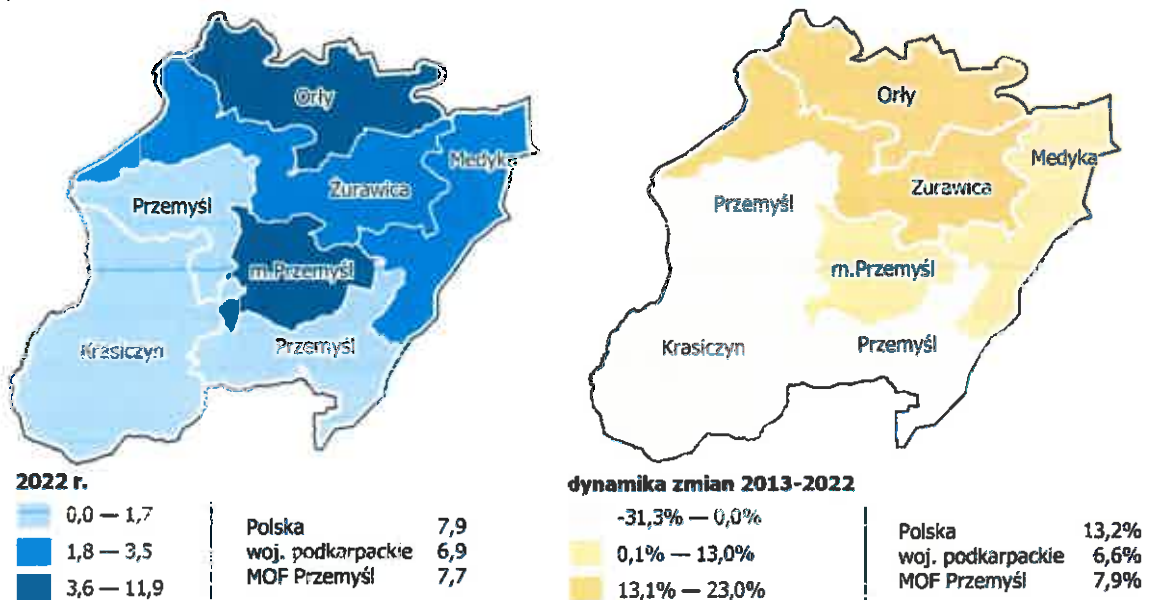 Orły
Medyka
Żurawica
Przemyśl
m.Przemyśl
Krasiczyn
Przemyśl
2022 r.
0,0 — 1,7
1,8 — 3,5
3,6 — 11,9
Polska 7,9
woj. podkarpackie 6,9
MOF Przemyśl 7,7
Orły
Medyka
Żurawica
Przemyśl
m.Przemyśl
Krasiczyn
Przemyśl
dynamika zmian 2013-2022
-31,3% — 0,0%
0,1% — 13,0%
13,1% — 23,0%
Polska 13,2%
woj. podkarpackie 6,6%
MOF Przemyśl 7,9%